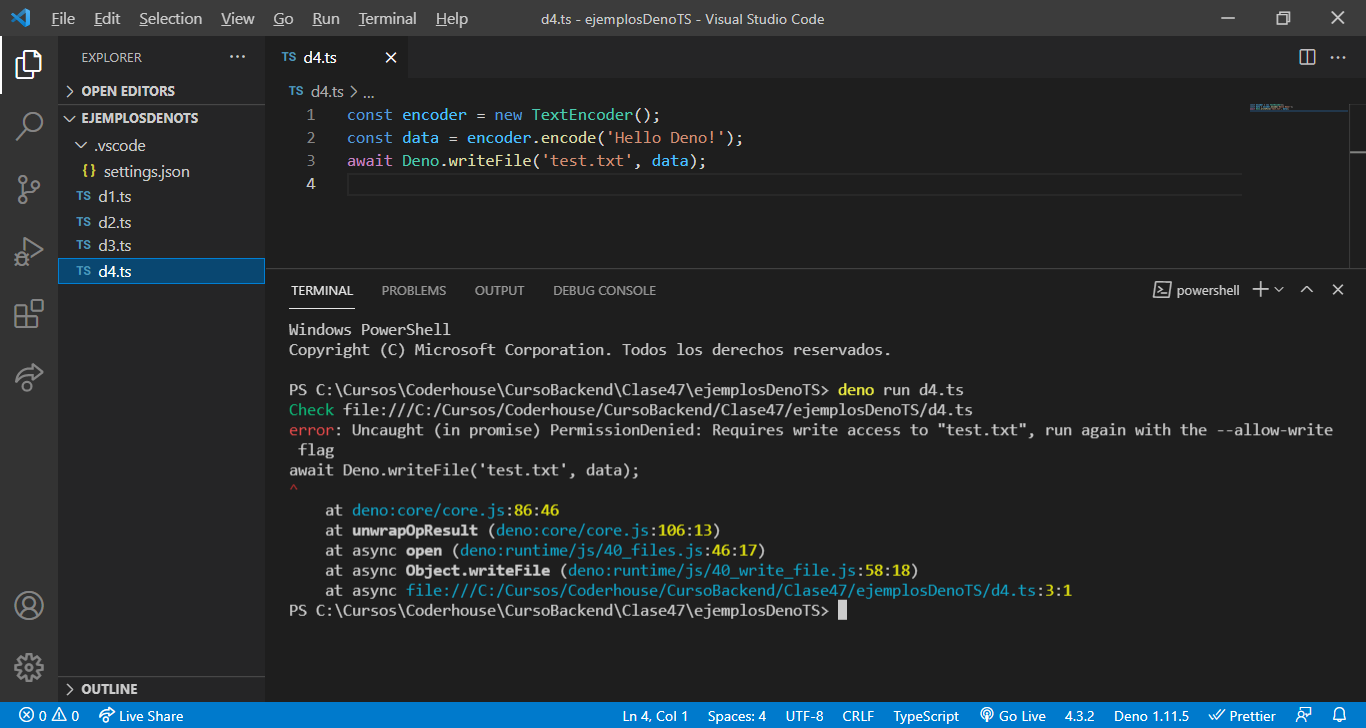 File Edit Selection View Go Run Terminal Help d4.ts - ejemplosDenoTS - Visual Studio Code
EXPLORER
OPEN EDITORS
EJEMPLOSDENOTS
.vscode
{} settings.json
TS d1.ts
TS d2.ts
TS d3.ts
TS d4.ts
OUTLINE
TS d4.ts
TS d4.ts > ...
1 const encoder = new TextEncoder();
2 const data = encoder.encode('Hello Deno!');
3 await Deno.writeFile('test.txt', data);
4
TERMINAL PROBLEMS OUTPUT DEBUG CONSOLE powershell
Windows PowerShell
Copyright (C) Microsoft Corporation. Todos los derechos reservados.
PS C:\Cursos\Coderhouse\CursoBackend\Clase47\ejemplosDenoTS> deno run d4.ts
Check file:///C:/Cursos/Coderhouse/CursoBackend/Clase47/ejemplosDenoTS/d4.ts
error: Uncaught (in promise) PermissionDenied: Requires write access to "test.txt", run again with the --allow-write
flag
await Deno.writeFile('test.txt', data);
^
at deno:core/core.js:86:46
at unwrapOpResult (deno:core/core.js:106:13)
at async open (deno:runtime/js/40_files.js:46:17)
at async Object.writeFile (deno:runtime/js/40_write_file.js:58:18)
at async file:///C:/Cursos/Coderhouse/CursoBackend/Clase47/ejemplosDenoTS/d4.ts:3:1
PS C:\Cursos\Coderhouse\CursoBackend\Clase47\ejemplosDenoTS>
0 0 Live Share Ln 4, Col 1 Spaces: 4 UTF-8 CRLF TypeScript Go Live 4.3.2 Deno 1.11.5 Prettier